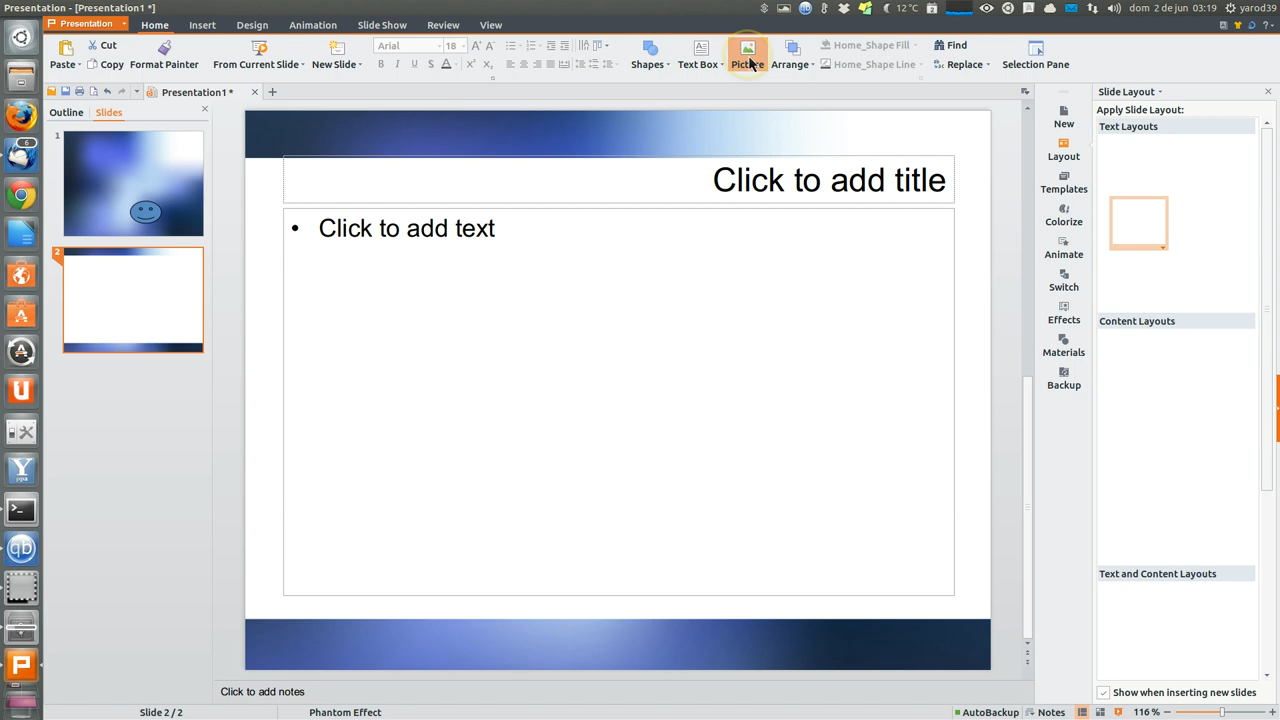 Presentation - [Presentation1 *]
12 °C
dom 2 de jun 03:19
yarod39
Presentation
Home
Insert
Design
Animation
Slide Show
Review
View
Paste
Cut
Copy
Format Painter
From Current Slide
New Slide
Arial
18
B I U S A
Shapes
Text Box
Picture
Arrange
Home_Shape Fill
Home_Shape Line
Find
Replace
Selection Pane
Presentation1 *
Outline
Slides
1
2
Click to add title
• Click to add text
Click to add notes
New
Layout
Templates
Colorize
Animate
Switch
Effects
Materials
Backup
Slide Layout
Apply Slide Layout:
Text Layouts
Content Layouts
Text and Content Layouts
Show when inserting new slides
Slide 2 / 2
Phantom Effect
AutoBackup
Notes
116 %